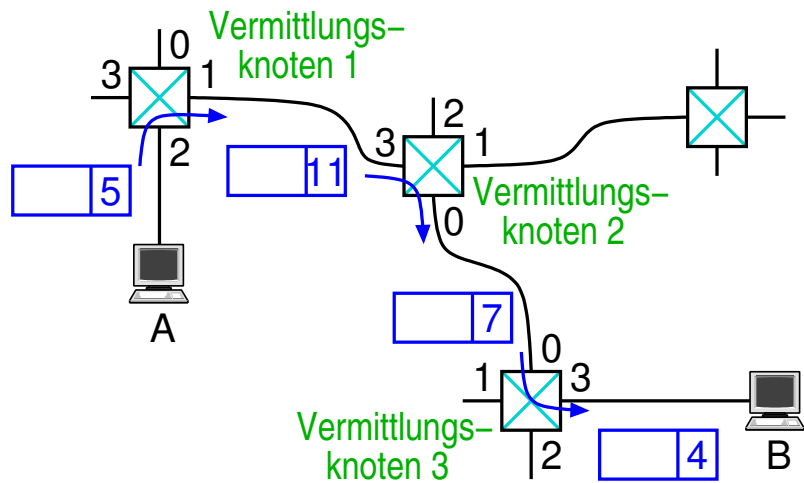 Vermittlungs–
knoten 1
0
3
1
2
5
A
11
2
3
1
0
Vermittlungs-
knoten 2
7
0
1
3
2
Vermittlungs-
knoten 3
4
B